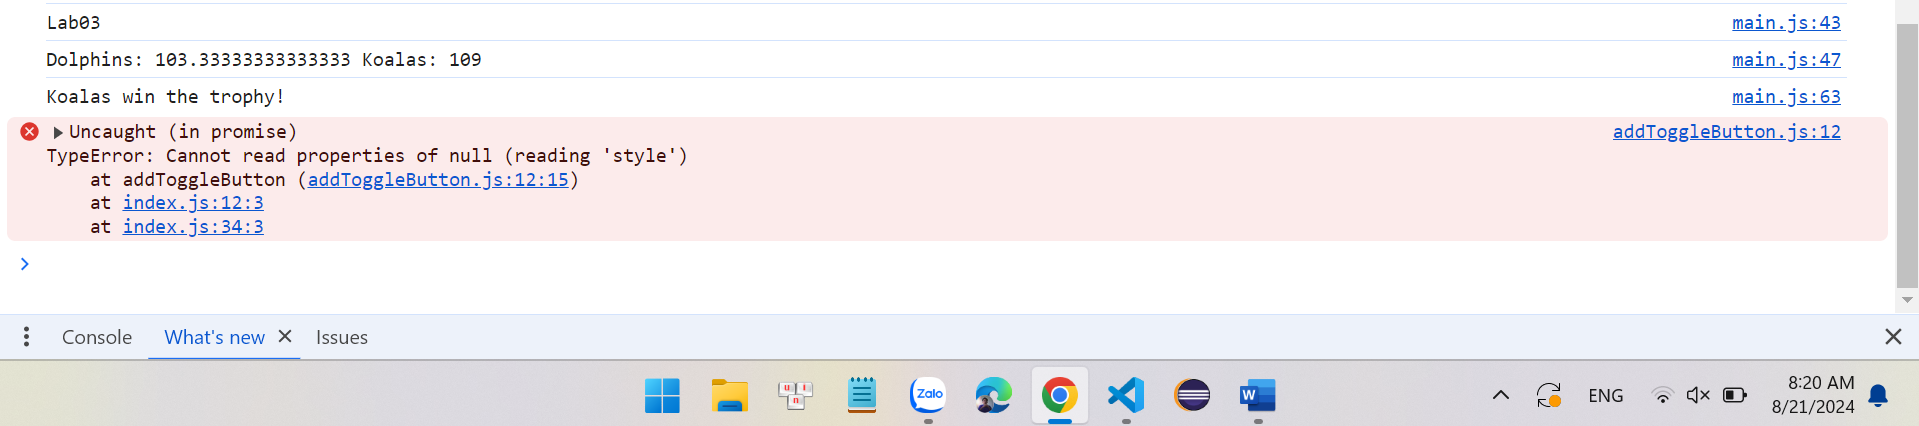 Lab03 main.js:43
Dolphins: 103.33333333333333 Koalas: 109 main.js:47
Koalas win the trophy! main.js:63
Uncaught (in promise) addToggleButton.js:12
TypeError: Cannot read properties of null (reading 'style')
at addToggleButton (addToggleButton.js:12:15)
at index.js:12:3
at index.js:34:3
Console What's new Issues
U I n
Zalo
W
ENG
8:20 AM
8/21/2024